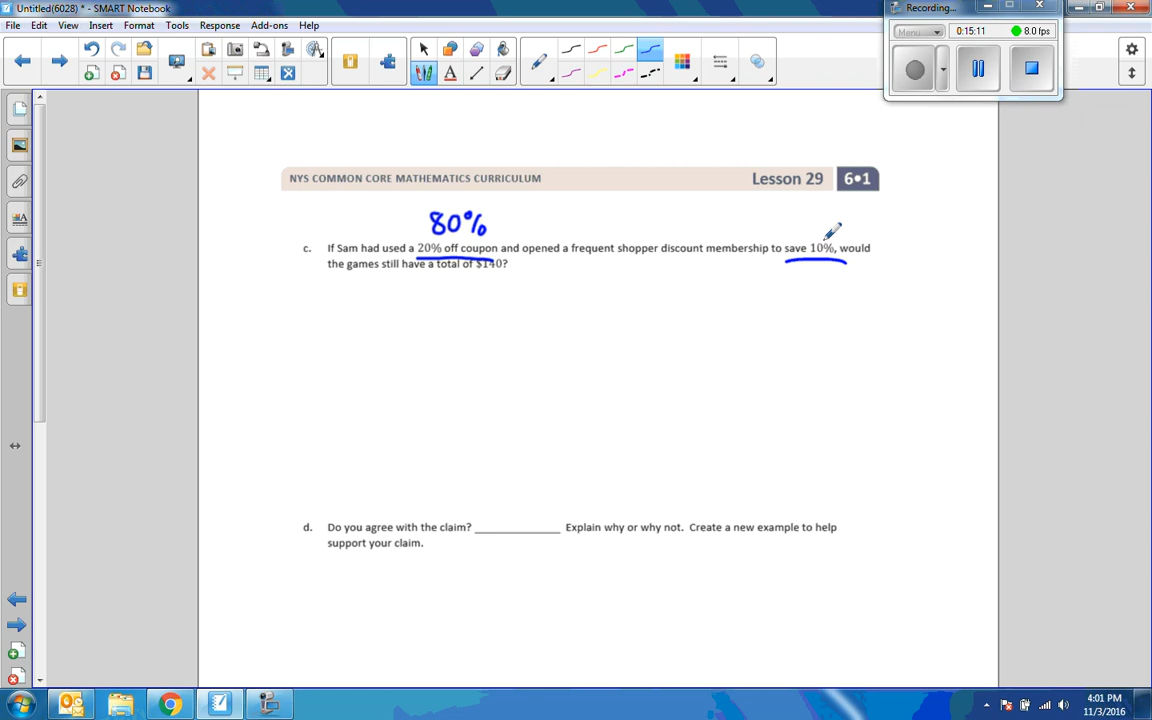 Untitled(6028) * - SMART Notebook
Recording...
File Edit View Insert Format Tools Response Add-ons Help
Menu 0:15:11 8.0 fps
NYS COMMON CORE MATHEMATICS CURRICULUM Lesson 29 6•1
80%
c. If Sam had used a 20% off coupon and opened a frequent shopper discount membership to save 10%, would
the games still have a total of $140?
d. Do you agree with the claim? ______________ Explain why or why not. Create a new example to help
support your claim.
4:01 PM
11/3/2016